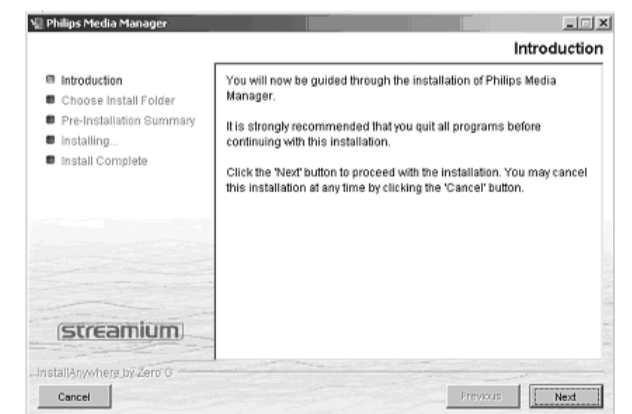 Philips Media Manager
Introduction
Introduction
Choose Install Folder
Pre-Installation Summary
Installing...
Install Complete
You will now be guided through the installation of Philips Media
Manager.
It is strongly recommended that you quit all programs before
continuing with this installation.
Click the 'Next' button to proceed with the installation. You may cancel
this installation at any time by clicking the 'Cancel' button.
streamium
InstallAnywhere by Zero G
Cancel
Previous
Next